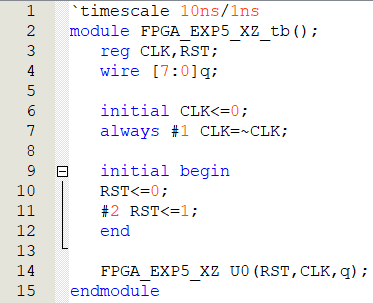 1 `timescale 10ns/1ns
2 module FPGA_EXP5_XZ_tb();
3 reg CLK,RST;
4 wire [7:0]q;
5
6 initial CLK<=0;
7 always #1 CLK=~CLK;
8
9 initial begin
10 RST<=0;
11 #2 RST<=1;
12 end
13
14 FPGA_EXP5_XZ U0(RST,CLK,q);
15 endmodule